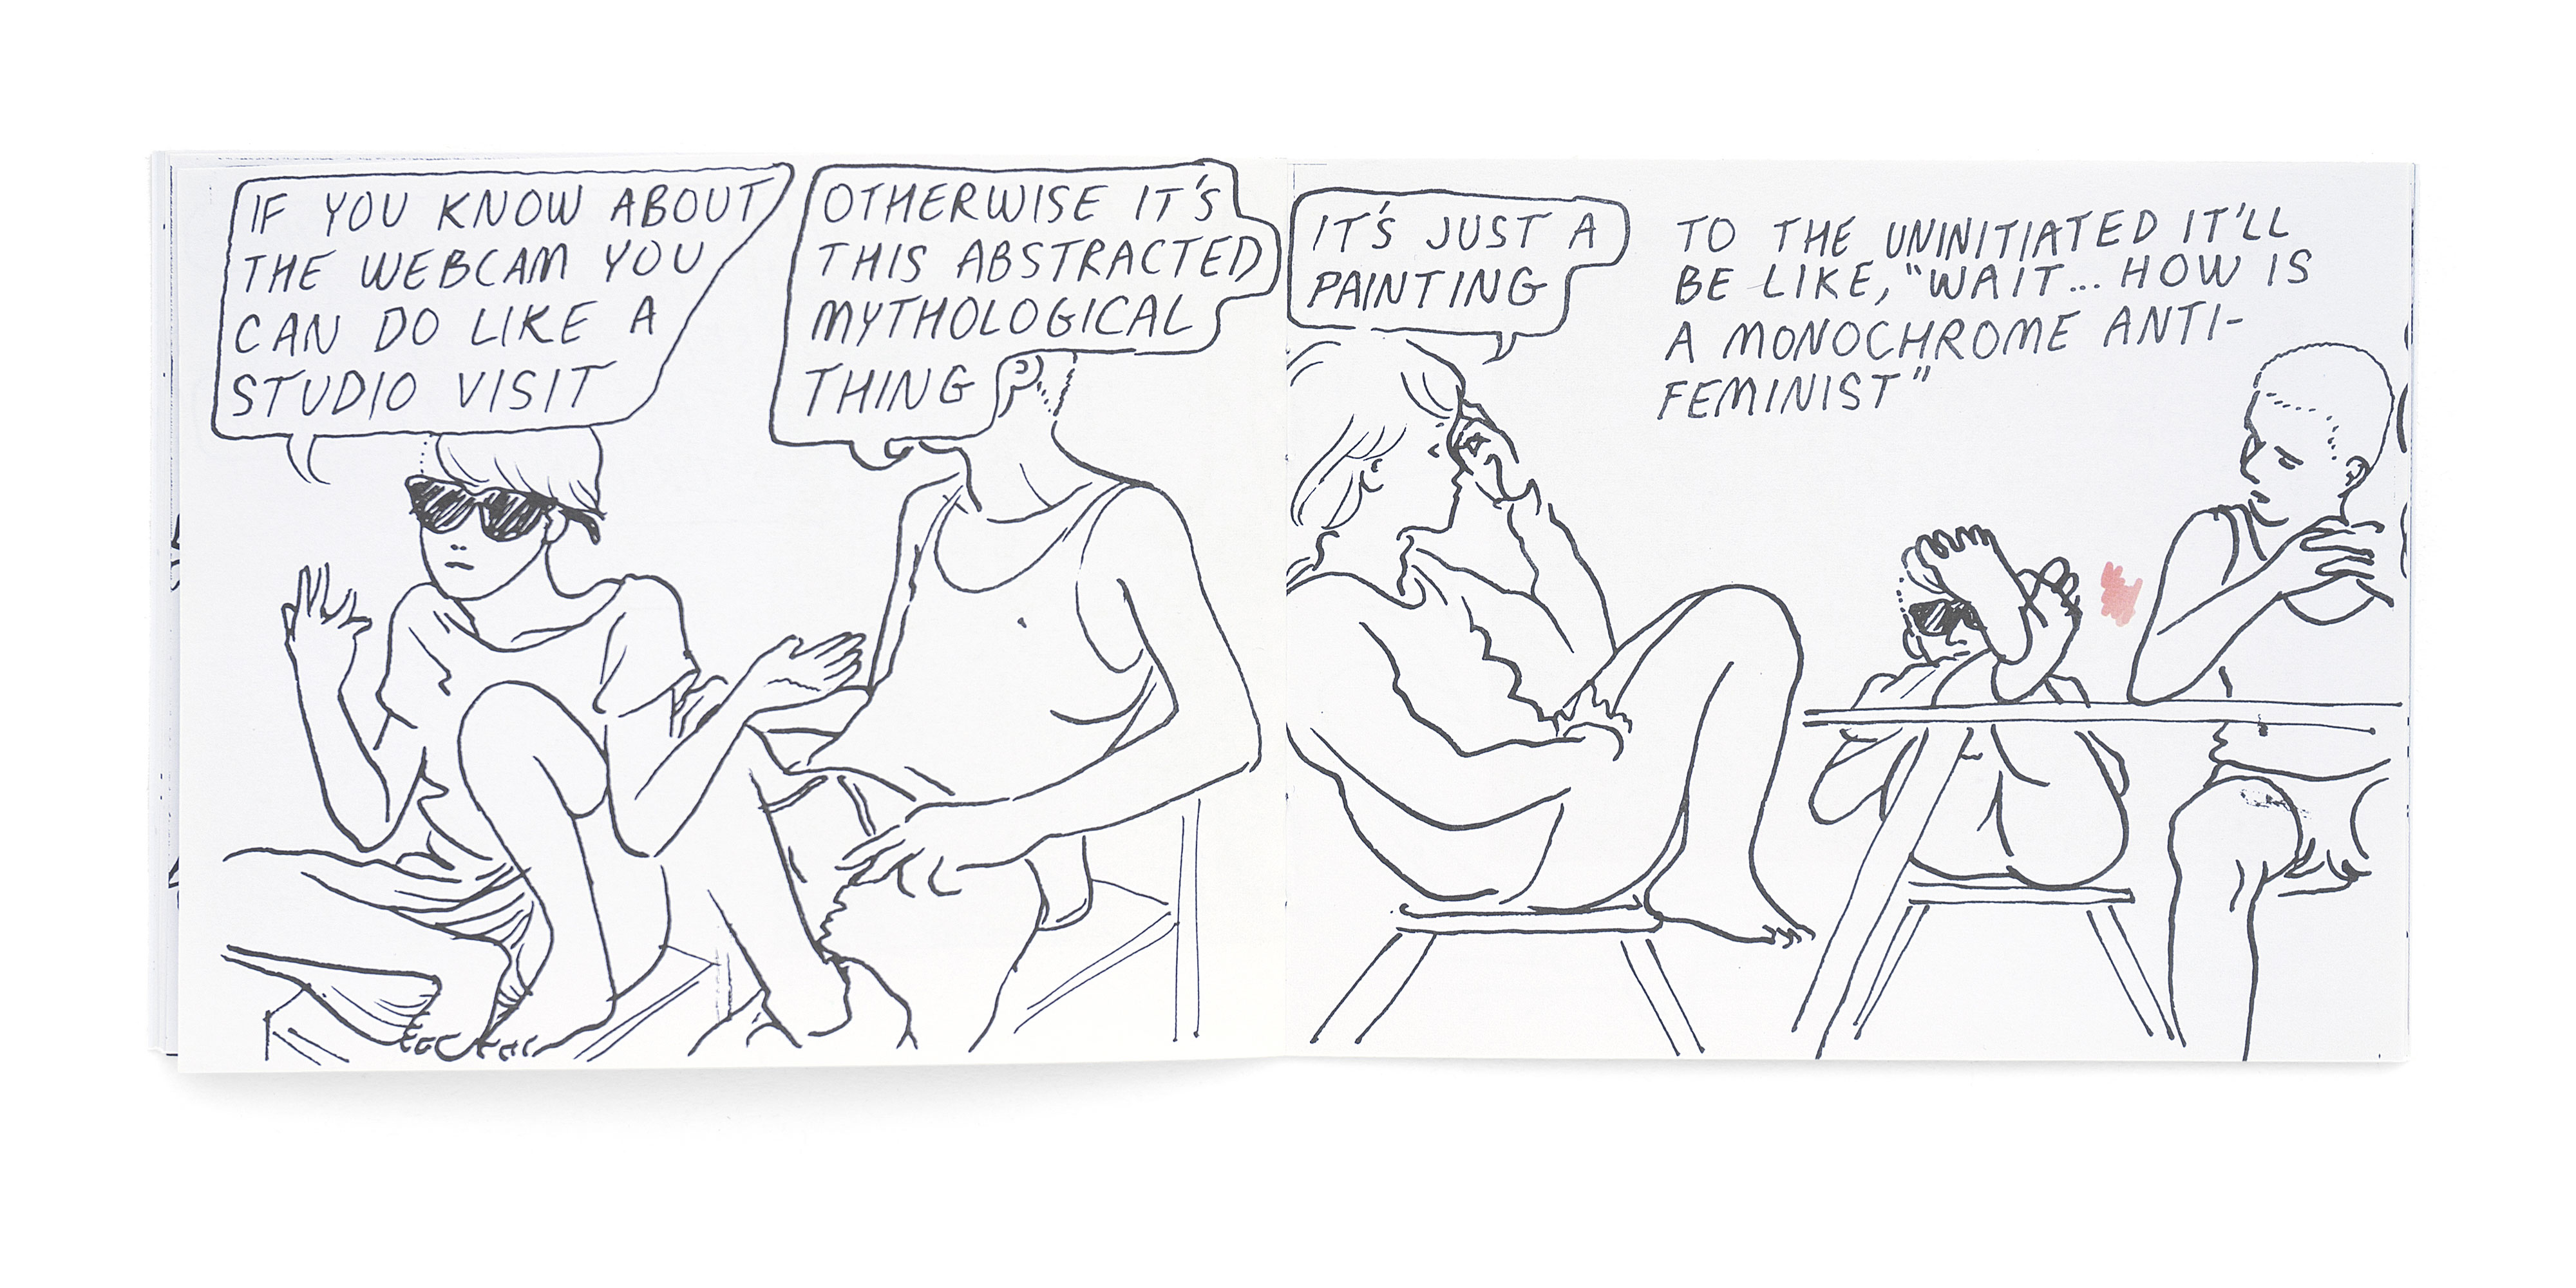 IF YOU KNOW ABOUT
THE WEBCAM YOU
CAN DO LIKE A
STUDIO VISIT
OTHERWISE IT'S
THIS ABSTRACTED
MYTHOLOGICAL
THING
IT'S JUST A
PAINTING
TO THE UNINITIATED IT'LL
BE LIKE, "WAIT... HOW IS
A MONOCHROME ANTI-
FEMINIST"